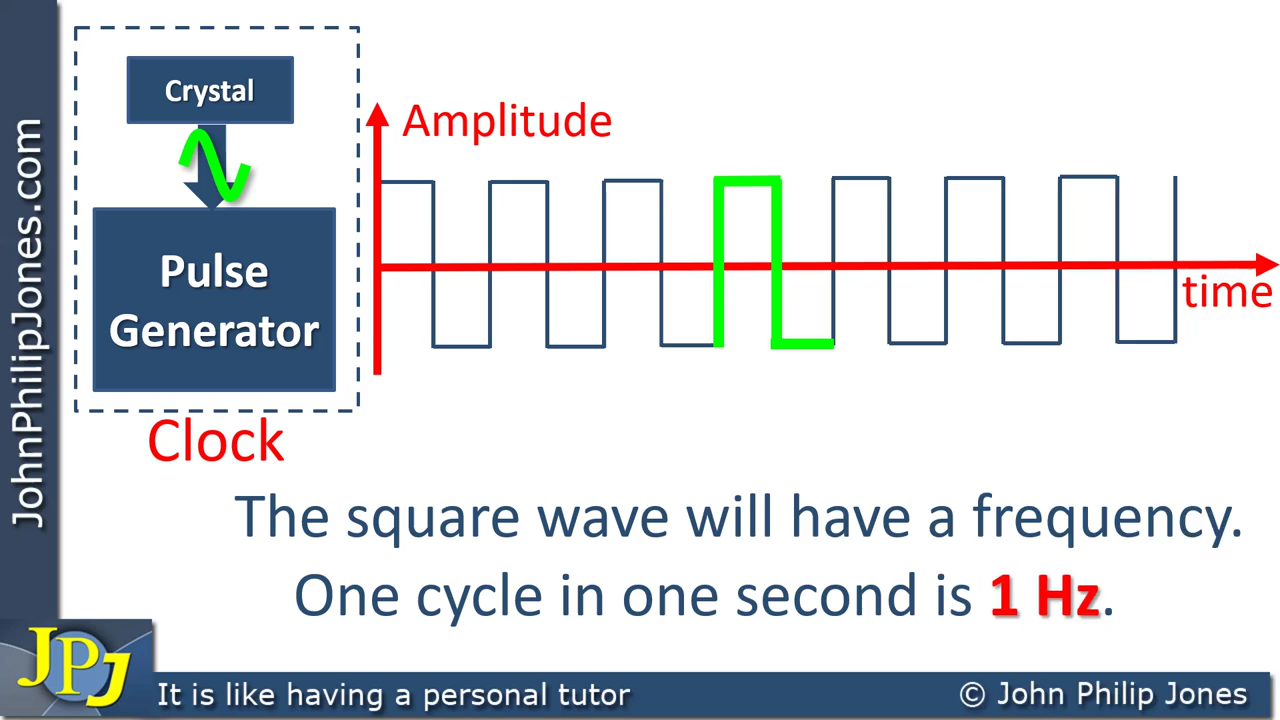 JohnPhilipJones.com
Crystal
Pulse
Generator
Clock
Amplitude
time
The square wave will have a frequency.
One cycle in one second is 1 Hz.
JPJ
It is like having a personal tutor
© John Philip Jones